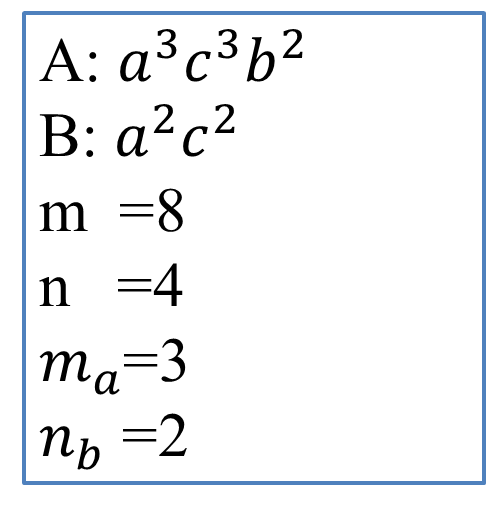 A: a³c³b²
B: a²c²
m =8
n =4
mₐ=3
n_b =2